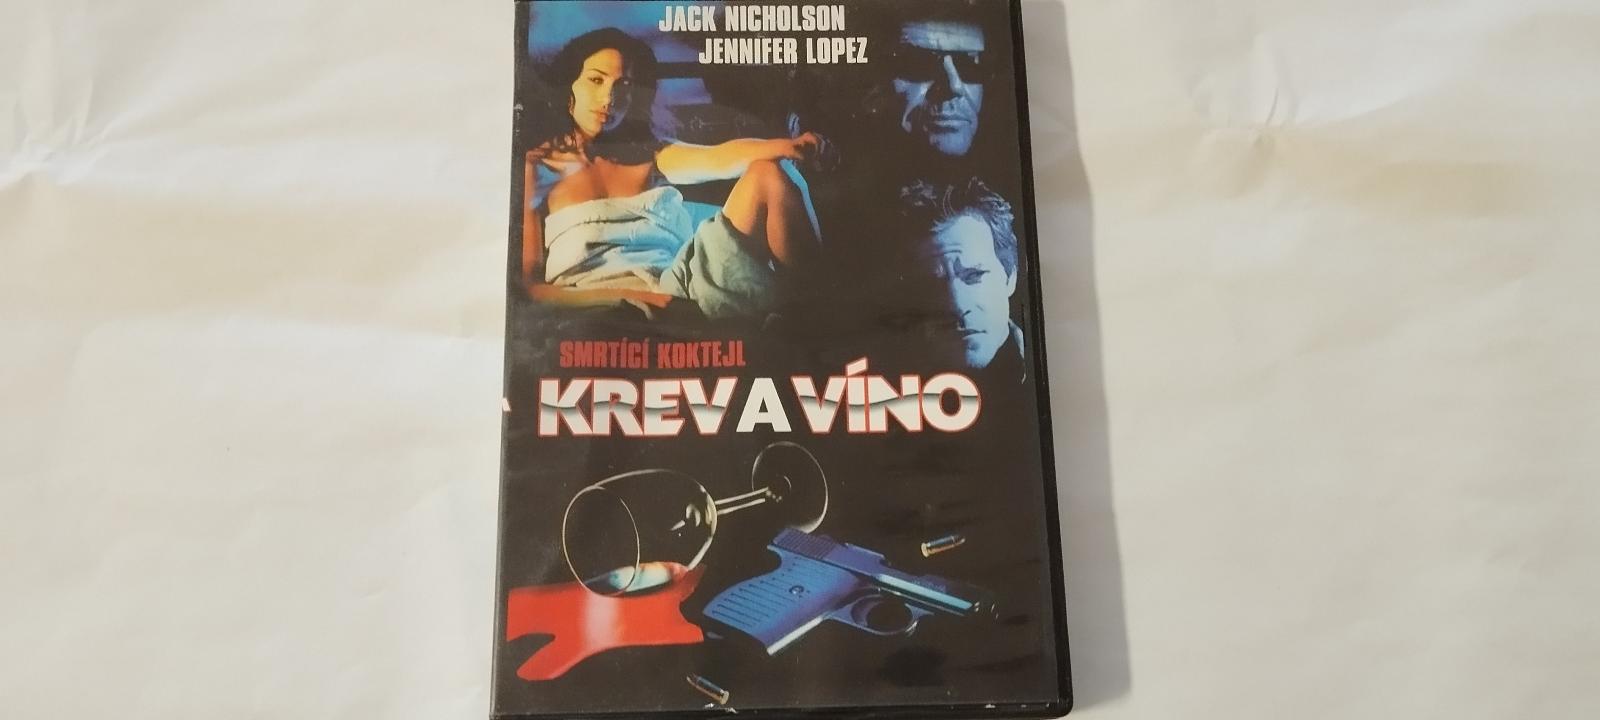 JACK NICHOLSON
JENNIFER LOPEZ
SMRTÍCÍ KOKTEJL
KREV A VÍNO